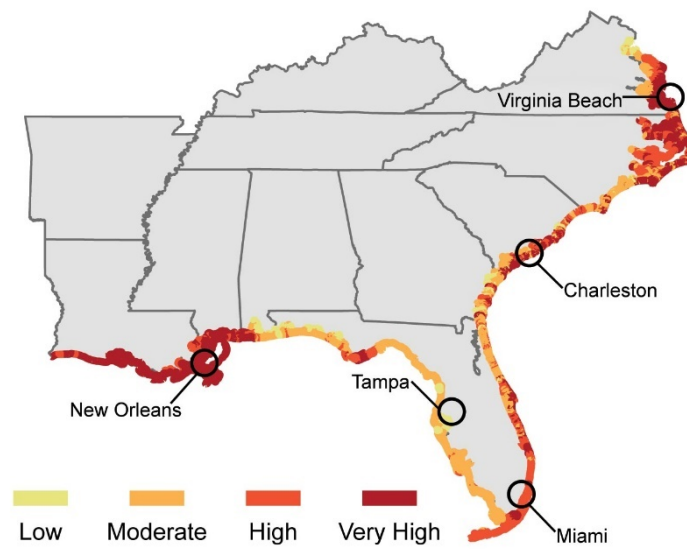 Virginia Beach
Charleston
Tampa
New Orleans
Miami
Low Moderate High Very High